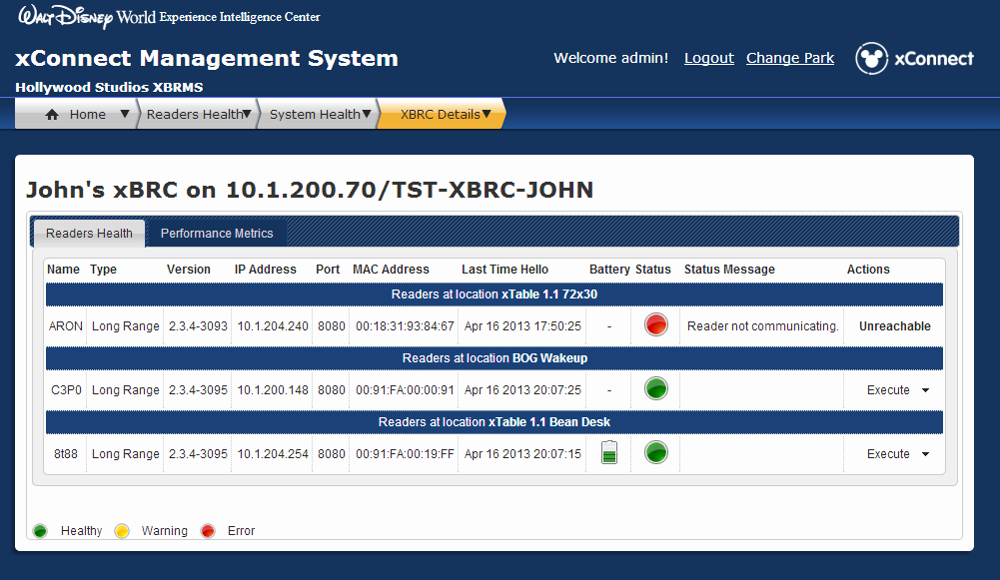 Walt Disney World Experience Intelligence Center
xConnect Management System
Welcome admin! Logout Change Park xConnect
Hollywood Studios XBRMS
Home Readers Health System Health XBRC Details
John's xBRC on 10.1.200.70/TST-XBRC-JOHN
Readers Health Performance Metrics
Name Type Version IP Address Port MAC Address Last Time Hello Battery Status Status Message Actions
Readers at location xTable 1.1 72x30
ARON Long Range 2.3.4-3093 10.1.204.240 8080 00:18:31:93:84:67 Apr 16 2013 17:50:25 - Reader not communicating. Unreachable
Readers at location BOG Wakeup
C3P0 Long Range 2.3.4-3095 10.1.200.148 8080 00:91:FA:00:00:91 Apr 16 2013 20:07:25 - Execute
Readers at location xTable 1.1 Bean Desk
8t88 Long Range 2.3.4-3095 10.1.204.254 8080 00:91:FA:00:19:FF Apr 16 2013 20:07:15 Execute
Healthy Warning Error